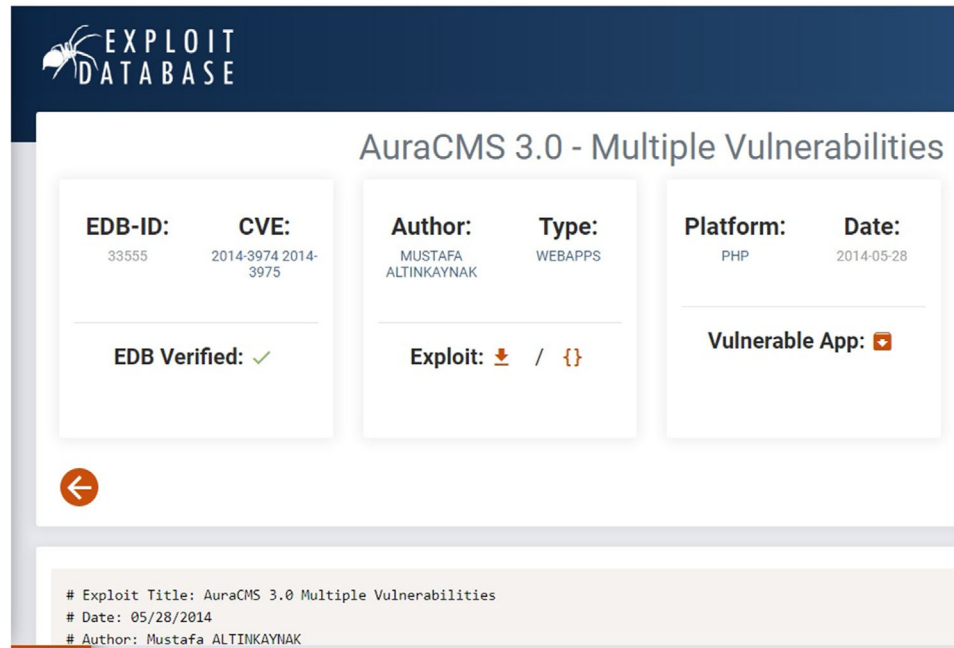 EXPLOIT
DATABASE
AuraCMS 3.0 - Multiple Vulnerabilities
EDB-ID:
33555
CVE:
2014-3974 2014-
3975
EDB Verified:
Author:
MUSTAFA
ALTINKAYNAK
Type:
WEBAPPS
Exploit: / {}
Platform:
PHP
Date:
2014-05-28
Vulnerable App:
# Exploit Title: AuraCMS 3.0 Multiple Vulnerabilities
# Date: 05/28/2014
# Author: Mustafa ALTINKAYNAK